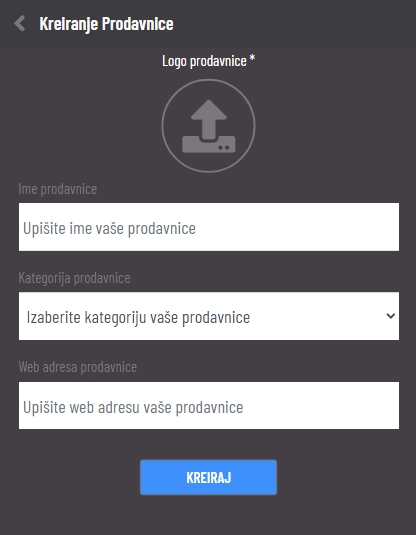 Kreiranje Prodavnice
Logo prodavnice *
Ime prodavnice
Upišite ime vaše prodavnice
Kategorija prodavnice
Izaberite kategoriju vaše prodavnice
Web adresa prodavnice
Upišite web adresu vaše prodavnice
KREIRAJ